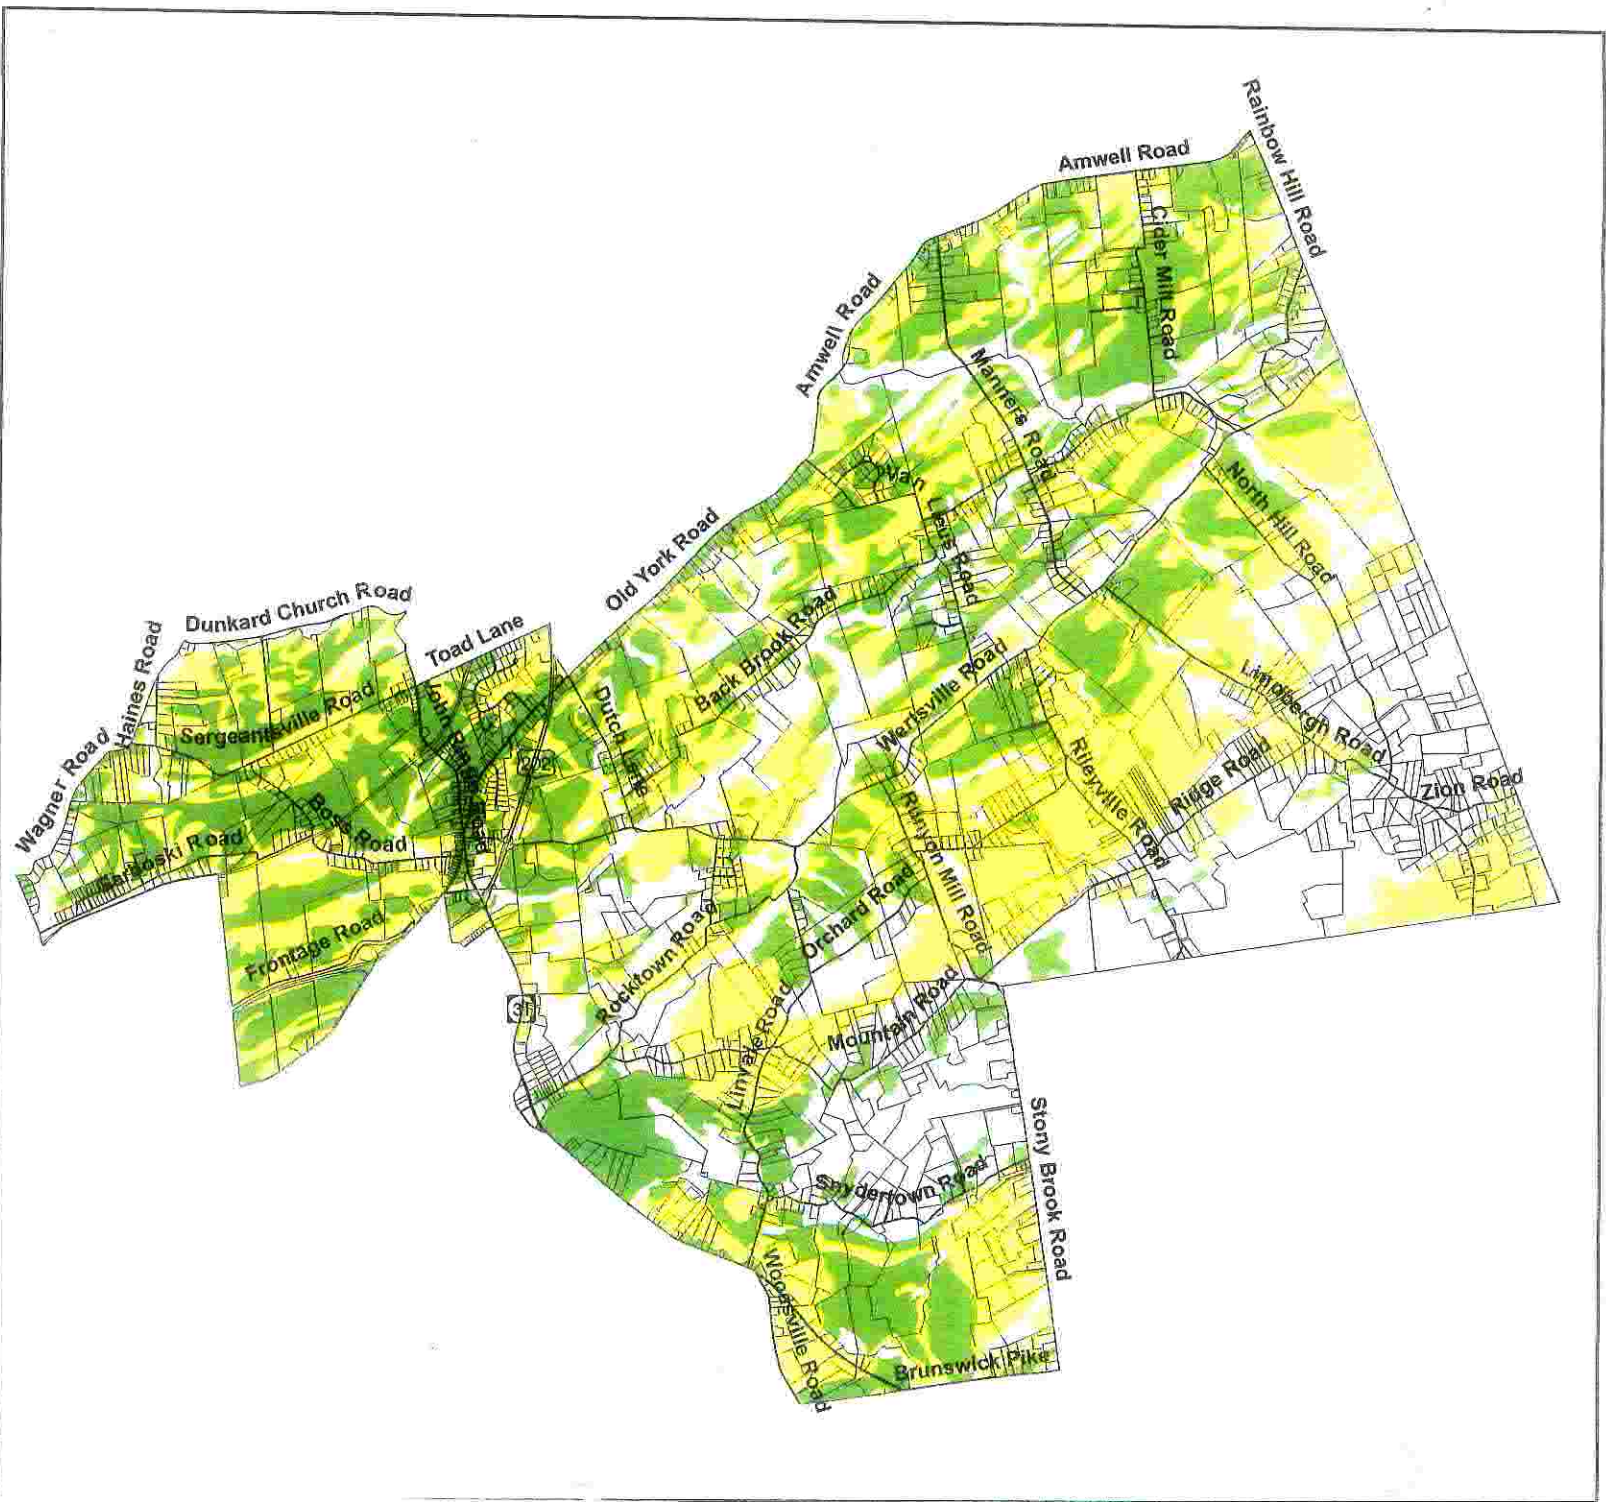 Rainbow Hill Road
Amwell Road
Cider Mill Road
Amwell Road
Manners Road
Van Lieus Road
North Hill Road
Old York Road
Dunkard Church Road
Toad Lane
Haines Road
Back Brook Road
Dutch Lane
Sergeantsville Road
Wertsville Road
Lindbergh Road
Wagner Road
202
Rileyville Road
Ridge Road
Zion Road
Boss Road
Road
Runyon Mill Road
Orchard Road
Frontage Road
Rocktown Road
31
Mountain Road
Linvale Road
Stony Brook Road
Snydertown Road
Woodsville Road
Brunswick Pike